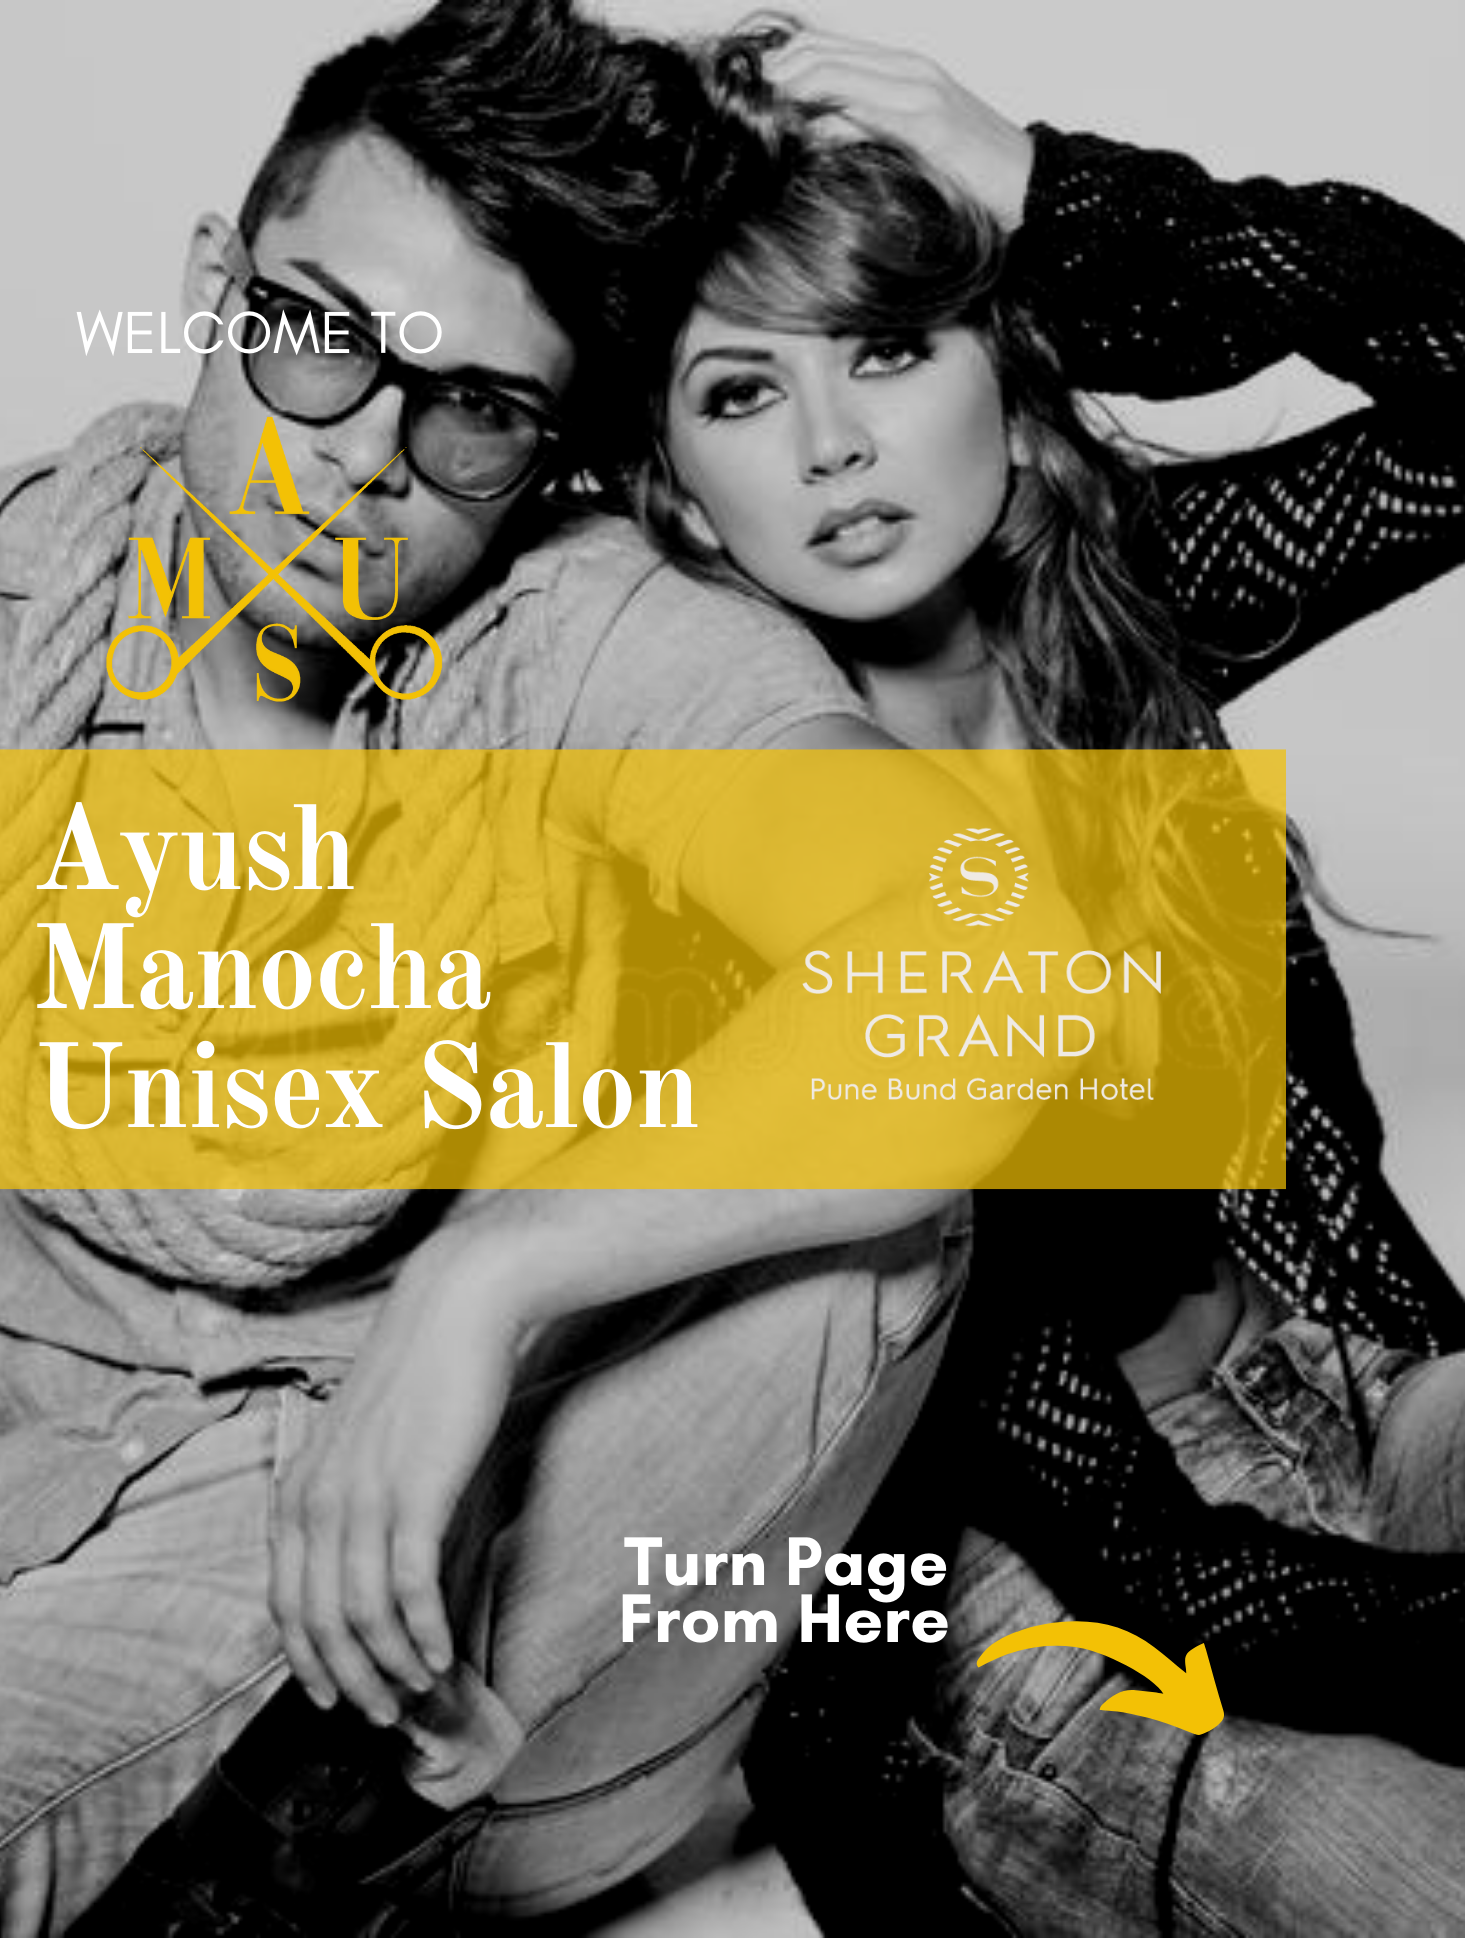 WELCOME TO
A
M U
S
Ayush
Manocha
Unisex Salon
S
SHERATON
GRAND
Pune Bund Garden Hotel
Turn Page
From Here